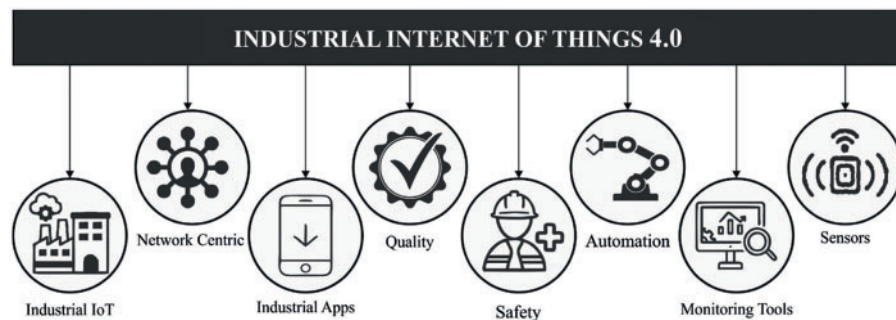 INDUSTRIAL INTERNET OF THINGS 4.0
Industrial IoT
Network Centric
Industrial Apps
Quality
Safety
Automation
Monitoring Tools
Sensors